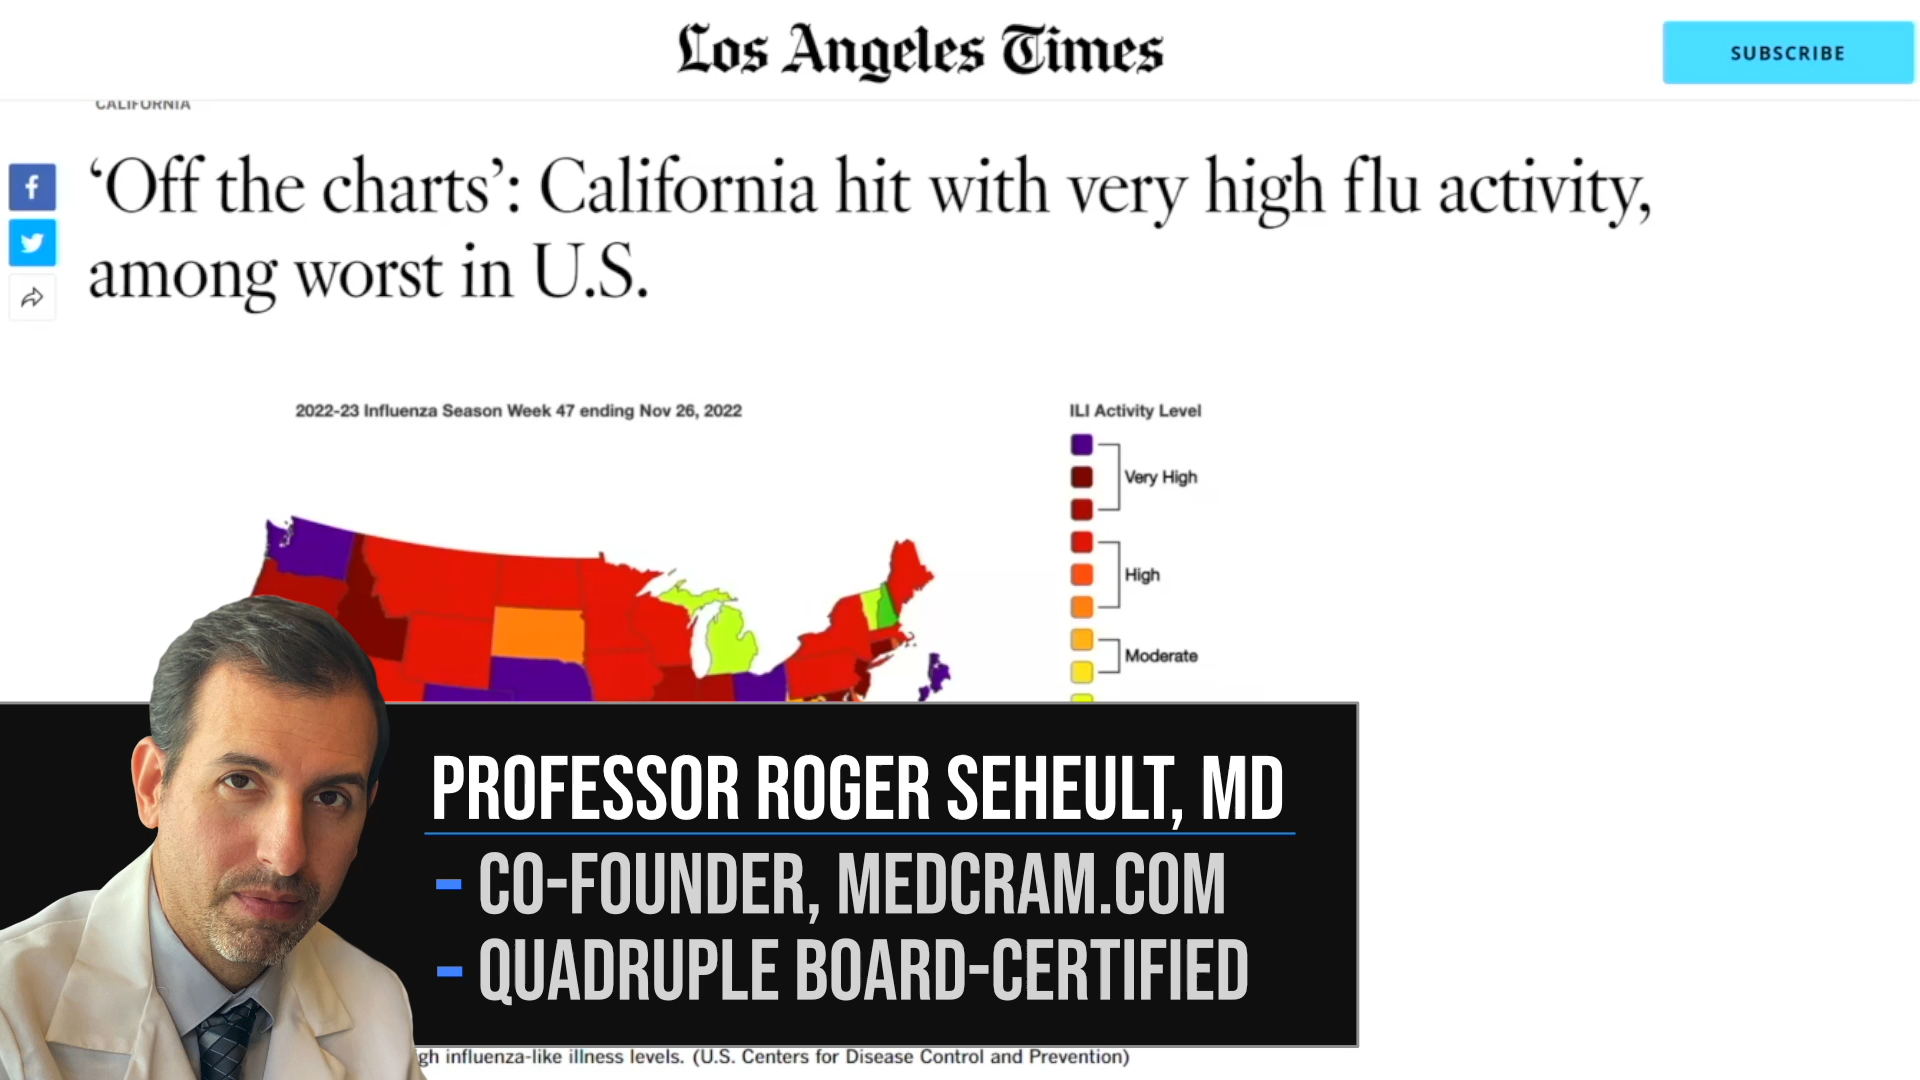 Los Angeles Times
SUBSCRIBE
CALIFORNIA
‘Off the charts’: California hit with very high flu activity,
among worst in U.S.
2022-23 Influenza Season Week 47 ending Nov 26, 2022
ILI Activity Level
Very High
High
Moderate
PROFESSOR ROGER SEHEULT, MD
- CO-FOUNDER, MEDCRAM.COM
- QUADRUPLE BOARD-CERTIFIED
influenza-like illness levels. (U.S. Centers for Disease Control and Prevention)